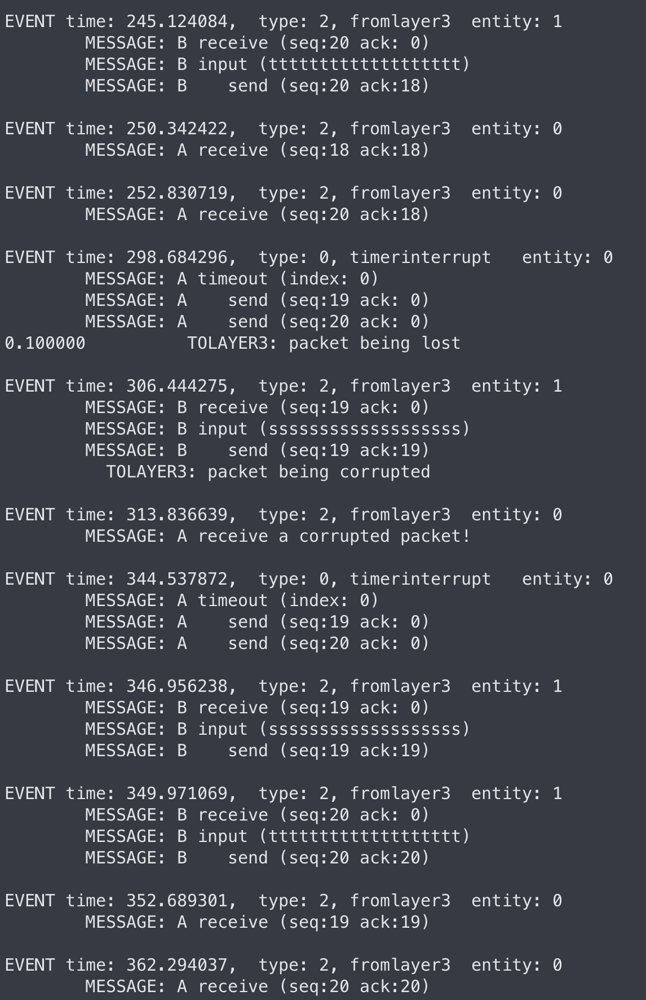 EVENT time: 245.124084,  type: 2, fromlayer3  entity: 1
        MESSAGE: B receive (seq:20 ack: 0)
        MESSAGE: B input (ttttttttttttttttttt)
        MESSAGE: B    send (seq:20 ack:18)

EVENT time: 250.342422,  type: 2, fromlayer3  entity: 0
        MESSAGE: A receive (seq:18 ack:18)

EVENT time: 252.830719,  type: 2, fromlayer3  entity: 0
        MESSAGE: A receive (seq:20 ack:18)

EVENT time: 298.684296,  type: 0, timerinterrupt   entity: 0
        MESSAGE: A timeout (index: 0)
        MESSAGE: A    send (seq:19 ack: 0)
        MESSAGE: A    send (seq:20 ack: 0)
0.100000          TOLAYER3: packet being lost

EVENT time: 306.444275,  type: 2, fromlayer3  entity: 1
        MESSAGE: B receive (seq:19 ack: 0)
        MESSAGE: B input (sssssssssssssssssss)
        MESSAGE: B    send (seq:19 ack:19)
          TOLAYER3: packet being corrupted

EVENT time: 313.836639,  type: 2, fromlayer3  entity: 0
        MESSAGE: A receive a corrupted packet!

EVENT time: 344.537872,  type: 0, timerinterrupt   entity: 0
        MESSAGE: A timeout (index: 0)
        MESSAGE: A    send (seq:19 ack: 0)
        MESSAGE: A    send (seq:20 ack: 0)

EVENT time: 346.956238,  type: 2, fromlayer3  entity: 1
        MESSAGE: B receive (seq:19 ack: 0)
        MESSAGE: B input (sssssssssssssssssss)
        MESSAGE: B    send (seq:19 ack:19)

EVENT time: 349.971069,  type: 2, fromlayer3  entity: 1
        MESSAGE: B receive (seq:20 ack: 0)
        MESSAGE: B input (ttttttttttttttttttt)
        MESSAGE: B    send (seq:20 ack:20)

EVENT time: 352.689301,  type: 2, fromlayer3  entity: 0
        MESSAGE: A receive (seq:19 ack:19)

EVENT time: 362.294037,  type: 2, fromlayer3  entity: 0
        MESSAGE: A receive (seq:20 ack:20)